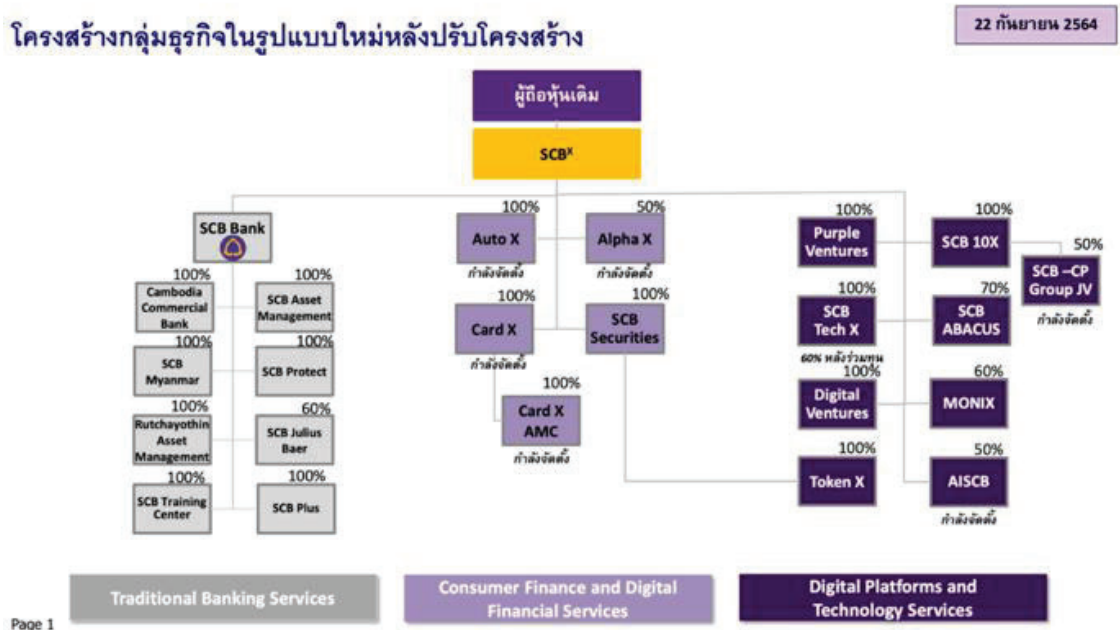 โครงสร้างกลุ่มธุรกิจในรูปแบบใหม่หลังปรับโครงสร้าง
22 กันยายน 2564
ผู้ถือหุ้นเดิม
SCBˣ
SCB Bank
100%
Cambodia
Commercial
Bank
100%
SCB Asset
Management
100%
SCB
Myanmar
100%
SCB Protect
100%
Rutchayothin
Asset
Management
60%
SCB Julius
Baer
100%
SCB Training
Center
100%
SCB Plus
100%
Auto X
กำลังจัดตั้ง
50%
Alpha X
กำลังจัดตั้ง
100%
Card X
กำลังจัดตั้ง
100%
SCB
Securities
100%
Card X
AMC
กำลังจัดตั้ง
100%
Purple
Ventures
100%
SCB 10X
50%
SCB –CP
Group JV
กำลังจัดตั้ง
100%
SCB
Tech X
60% หลังร่วมทุน
70%
SCB
ABACUS
100%
Digital
Ventures
60%
MONIX
100%
Token X
50%
AISCB
กำลังจัดตั้ง
Traditional Banking Services
Consumer Finance and Digital
Financial Services
Digital Platforms and
Technology Services
Page 1